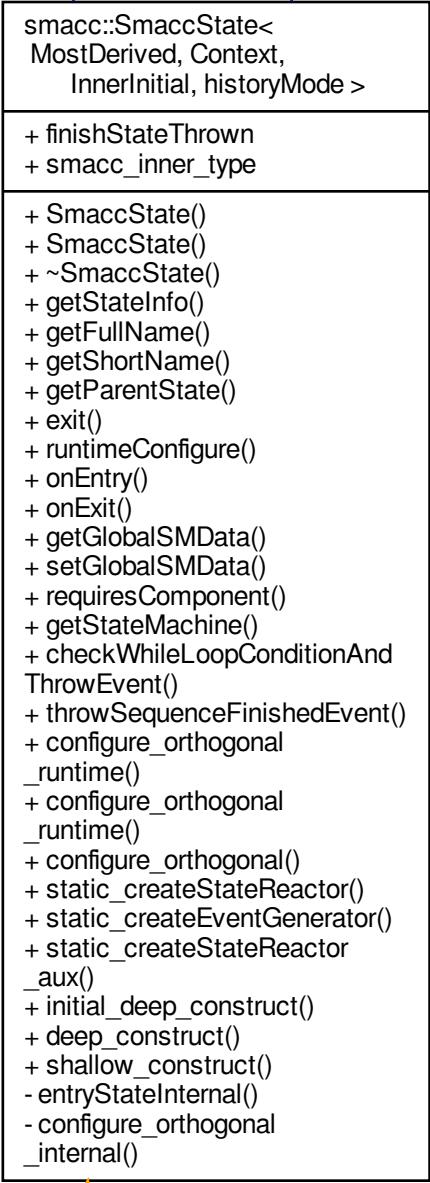 smacc::SmaccState<
MostDerived, Context,
InnerInitial, historyMode >
+ finishStateThrown
+ smacc_inner_type
+ SmaccState()
+ SmaccState()
+ ~SmaccState()
+ getStateInfo()
+ getFullName()
+ getShortName()
+ getParentState()
+ exit()
+ runtimeConfigure()
+ onEntry()
+ onExit()
+ getGlobalSMData()
+ setGlobalSMData()
+ requiresComponent()
+ getStateMachine()
+ checkWhileLoopConditionAnd
ThrowEvent()
+ throwSequenceFinishedEvent()
+ configure_orthogonal
_runtime()
+ configure_orthogonal
_runtime()
+ configure_orthogonal()
+ static_createStateReactor()
+ static_createEventGenerator()
+ static_createStateReactor
_aux()
+ initial_deep_construct()
+ deep_construct()
+ shallow_construct()
- entryStateInternal()
- configure_orthogonal
_internal()